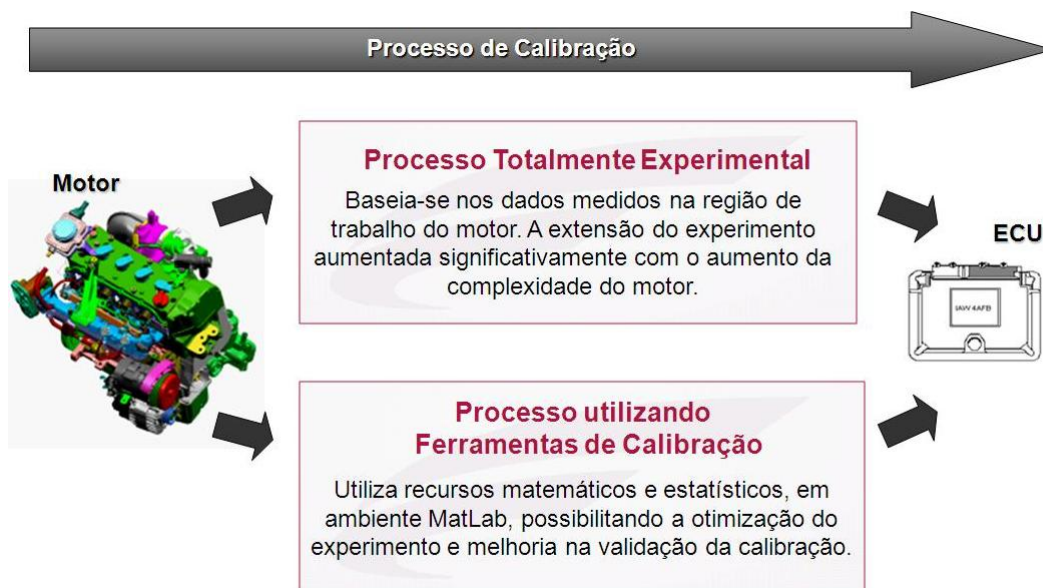 Processo de Calibração
Motor
Processo Totalmente Experimental
Baseia-se nos dados medidos na região de
trabalho do motor. A extensão do experimento
aumentada significativamente com o aumento da
complexidade do motor.
ECU
IAW 4AFB
Processo utilizando
Ferramentas de Calibração
Utiliza recursos matemáticos e estatísticos, em
ambiente MatLab, possibilitando a otimização do
experimento e melhoria na validação da calibração.